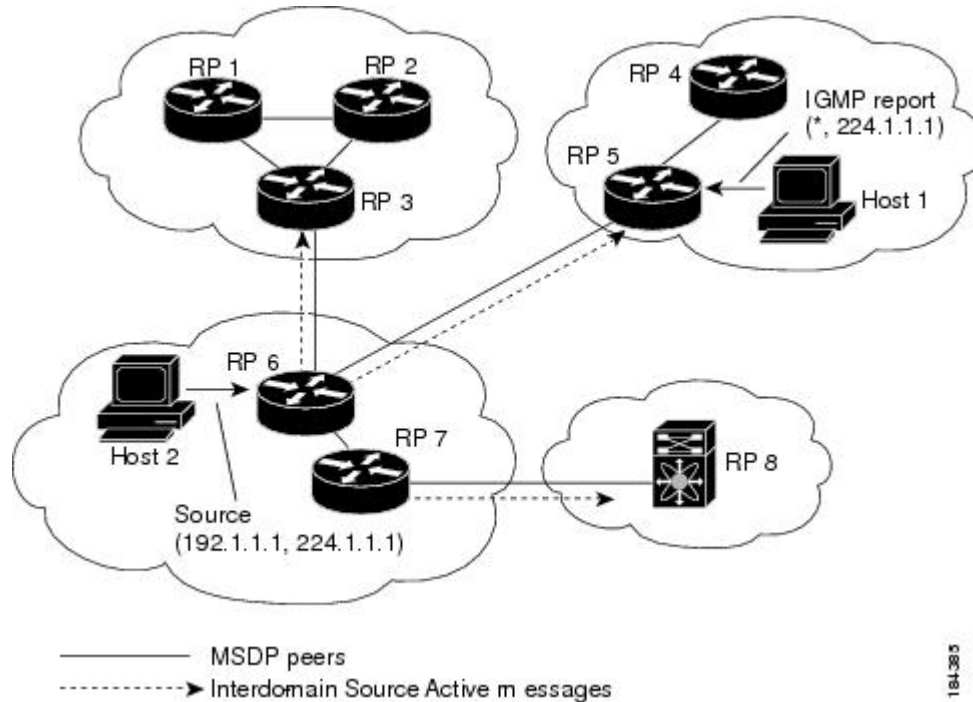 RP 1
RP 2
RP 3
RP 4
IGMP report
(*, 224.1.1.1)
RP 5
Host 1
RP 6
Host 2
RP 7
RP 8
Source
(192.1.1.1, 224.1.1.1)
MSDP peers
Interdomain Source Active m essages
184385